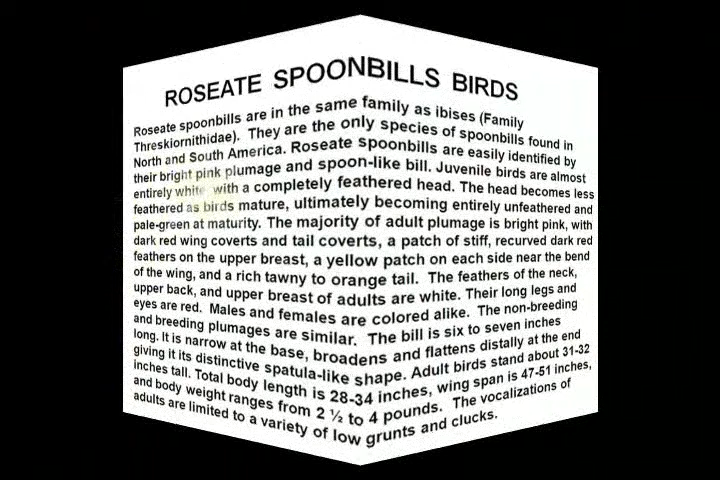 ROSEATE SPOONBILLS BIRDS
Roseate spoonbills are in the same family as ibises (Family
Threskiornithidae). They are the only species of spoonbills found in
North and South America. Roseate spoonbills are easily identified by
their bright pink plumage and spoon-like bill. Juvenile birds are almost
entirely white with a completely feathered head. The head becomes less
feathered as birds mature, ultimately becoming entirely unfeathered and
pale-green at maturity. The majority of adult plumage is bright pink, with
dark red wing coverts and tail coverts, a patch of stiff, recurved dark red
feathers on the upper breast, a yellow patch on each side near the bend
of the wing, and a rich tawny to orange tail. The feathers of the neck,
upper back, and upper breast of adults are white. Their long legs and
eyes are red. Males and females are colored alike. The non-breeding
and breeding plumages are similar. The bill is six to seven inches
long. It is narrow at the base, broadens and flattens distally at the end
giving it its distinctive spatula-like shape. Adult birds stand about 31-32
inches tall. Total body length is 28-34 inches, wing span is 47-51 inches,
and body weight ranges from 2 ½ to 4 pounds. The vocalizations of
adults are limited to a variety of low grunts and clucks.